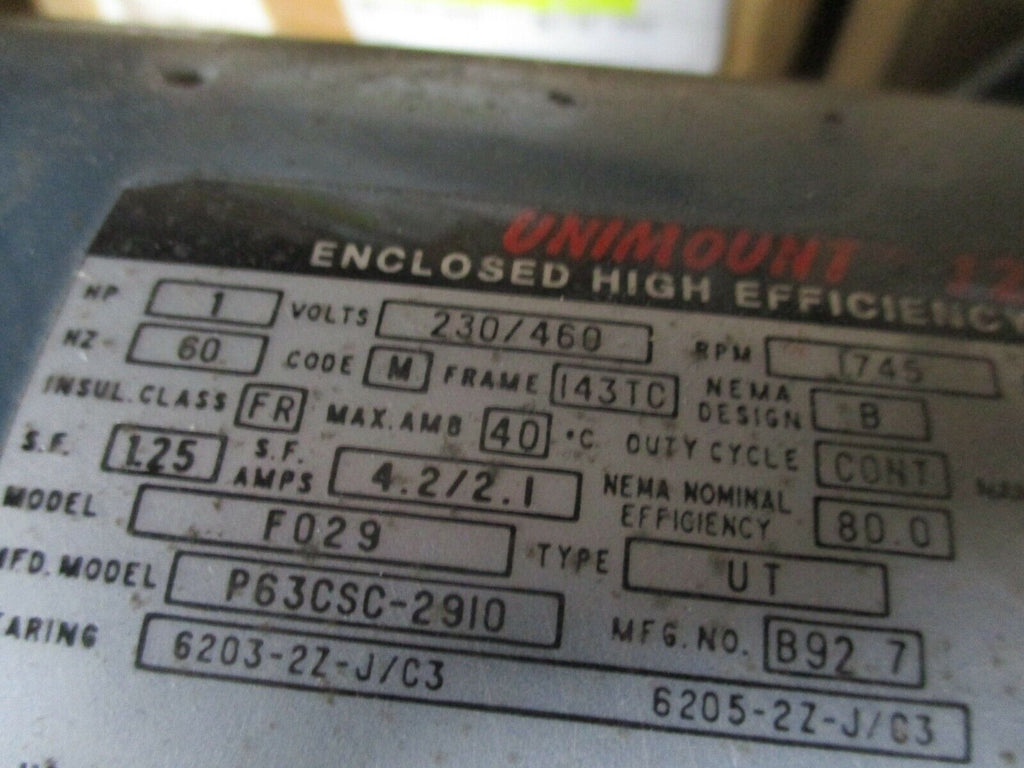 UNIMOUNT 12
ENCLOSED HIGH EFFICIENCY
HP 1 VOLTS 230/460 RPM 1745
HZ 60 CODE M FRAME 143TC NEMA DESIGN B
INSUL.CLASS FR MAX.AMB 40 °C DUTY CYCLE CONT
S.F. 1.25 S.F. AMPS 4.2/2.1 NEMA NOMINAL EFFICIENCY 80.0
MODEL F029 TYPE UT
MFD.MODEL P63CSC-2910 MFG.NO. B92 7
ARING 6203-2Z-J/C3 6205-2Z-J/C3